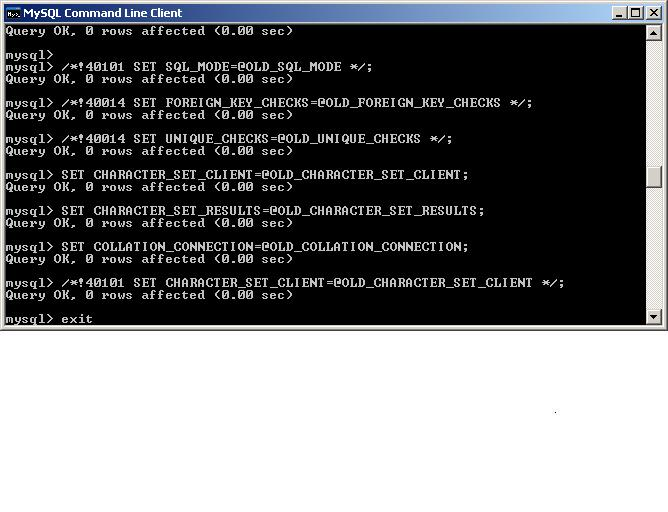 MySQL Command Line Client
Query OK, 0 rows affected (0.00 sec)
mysql>
mysql> /*!40101 SET SQL_MODE=@OLD_SQL_MODE */;
Query OK, 0 rows affected (0.00 sec)
mysql> /*!40014 SET FOREIGN_KEY_CHECKS=@OLD_FOREIGN_KEY_CHECKS */;
Query OK, 0 rows affected (0.00 sec)
mysql> /*!40014 SET UNIQUE_CHECKS=@OLD_UNIQUE_CHECKS */;
Query OK, 0 rows affected (0.00 sec)
mysql> SET CHARACTER_SET_CLIENT=@OLD_CHARACTER_SET_CLIENT;
Query OK, 0 rows affected (0.00 sec)
mysql> SET CHARACTER_SET_RESULTS=@OLD_CHARACTER_SET_RESULTS;
Query OK, 0 rows affected (0.00 sec)
mysql> SET COLLATION_CONNECTION=@OLD_COLLATION_CONNECTION;
Query OK, 0 rows affected (0.00 sec)
mysql> /*!40101 SET CHARACTER_SET_CLIENT=@OLD_CHARACTER_SET_CLIENT */;
Query OK, 0 rows affected (0.00 sec)
mysql> exit